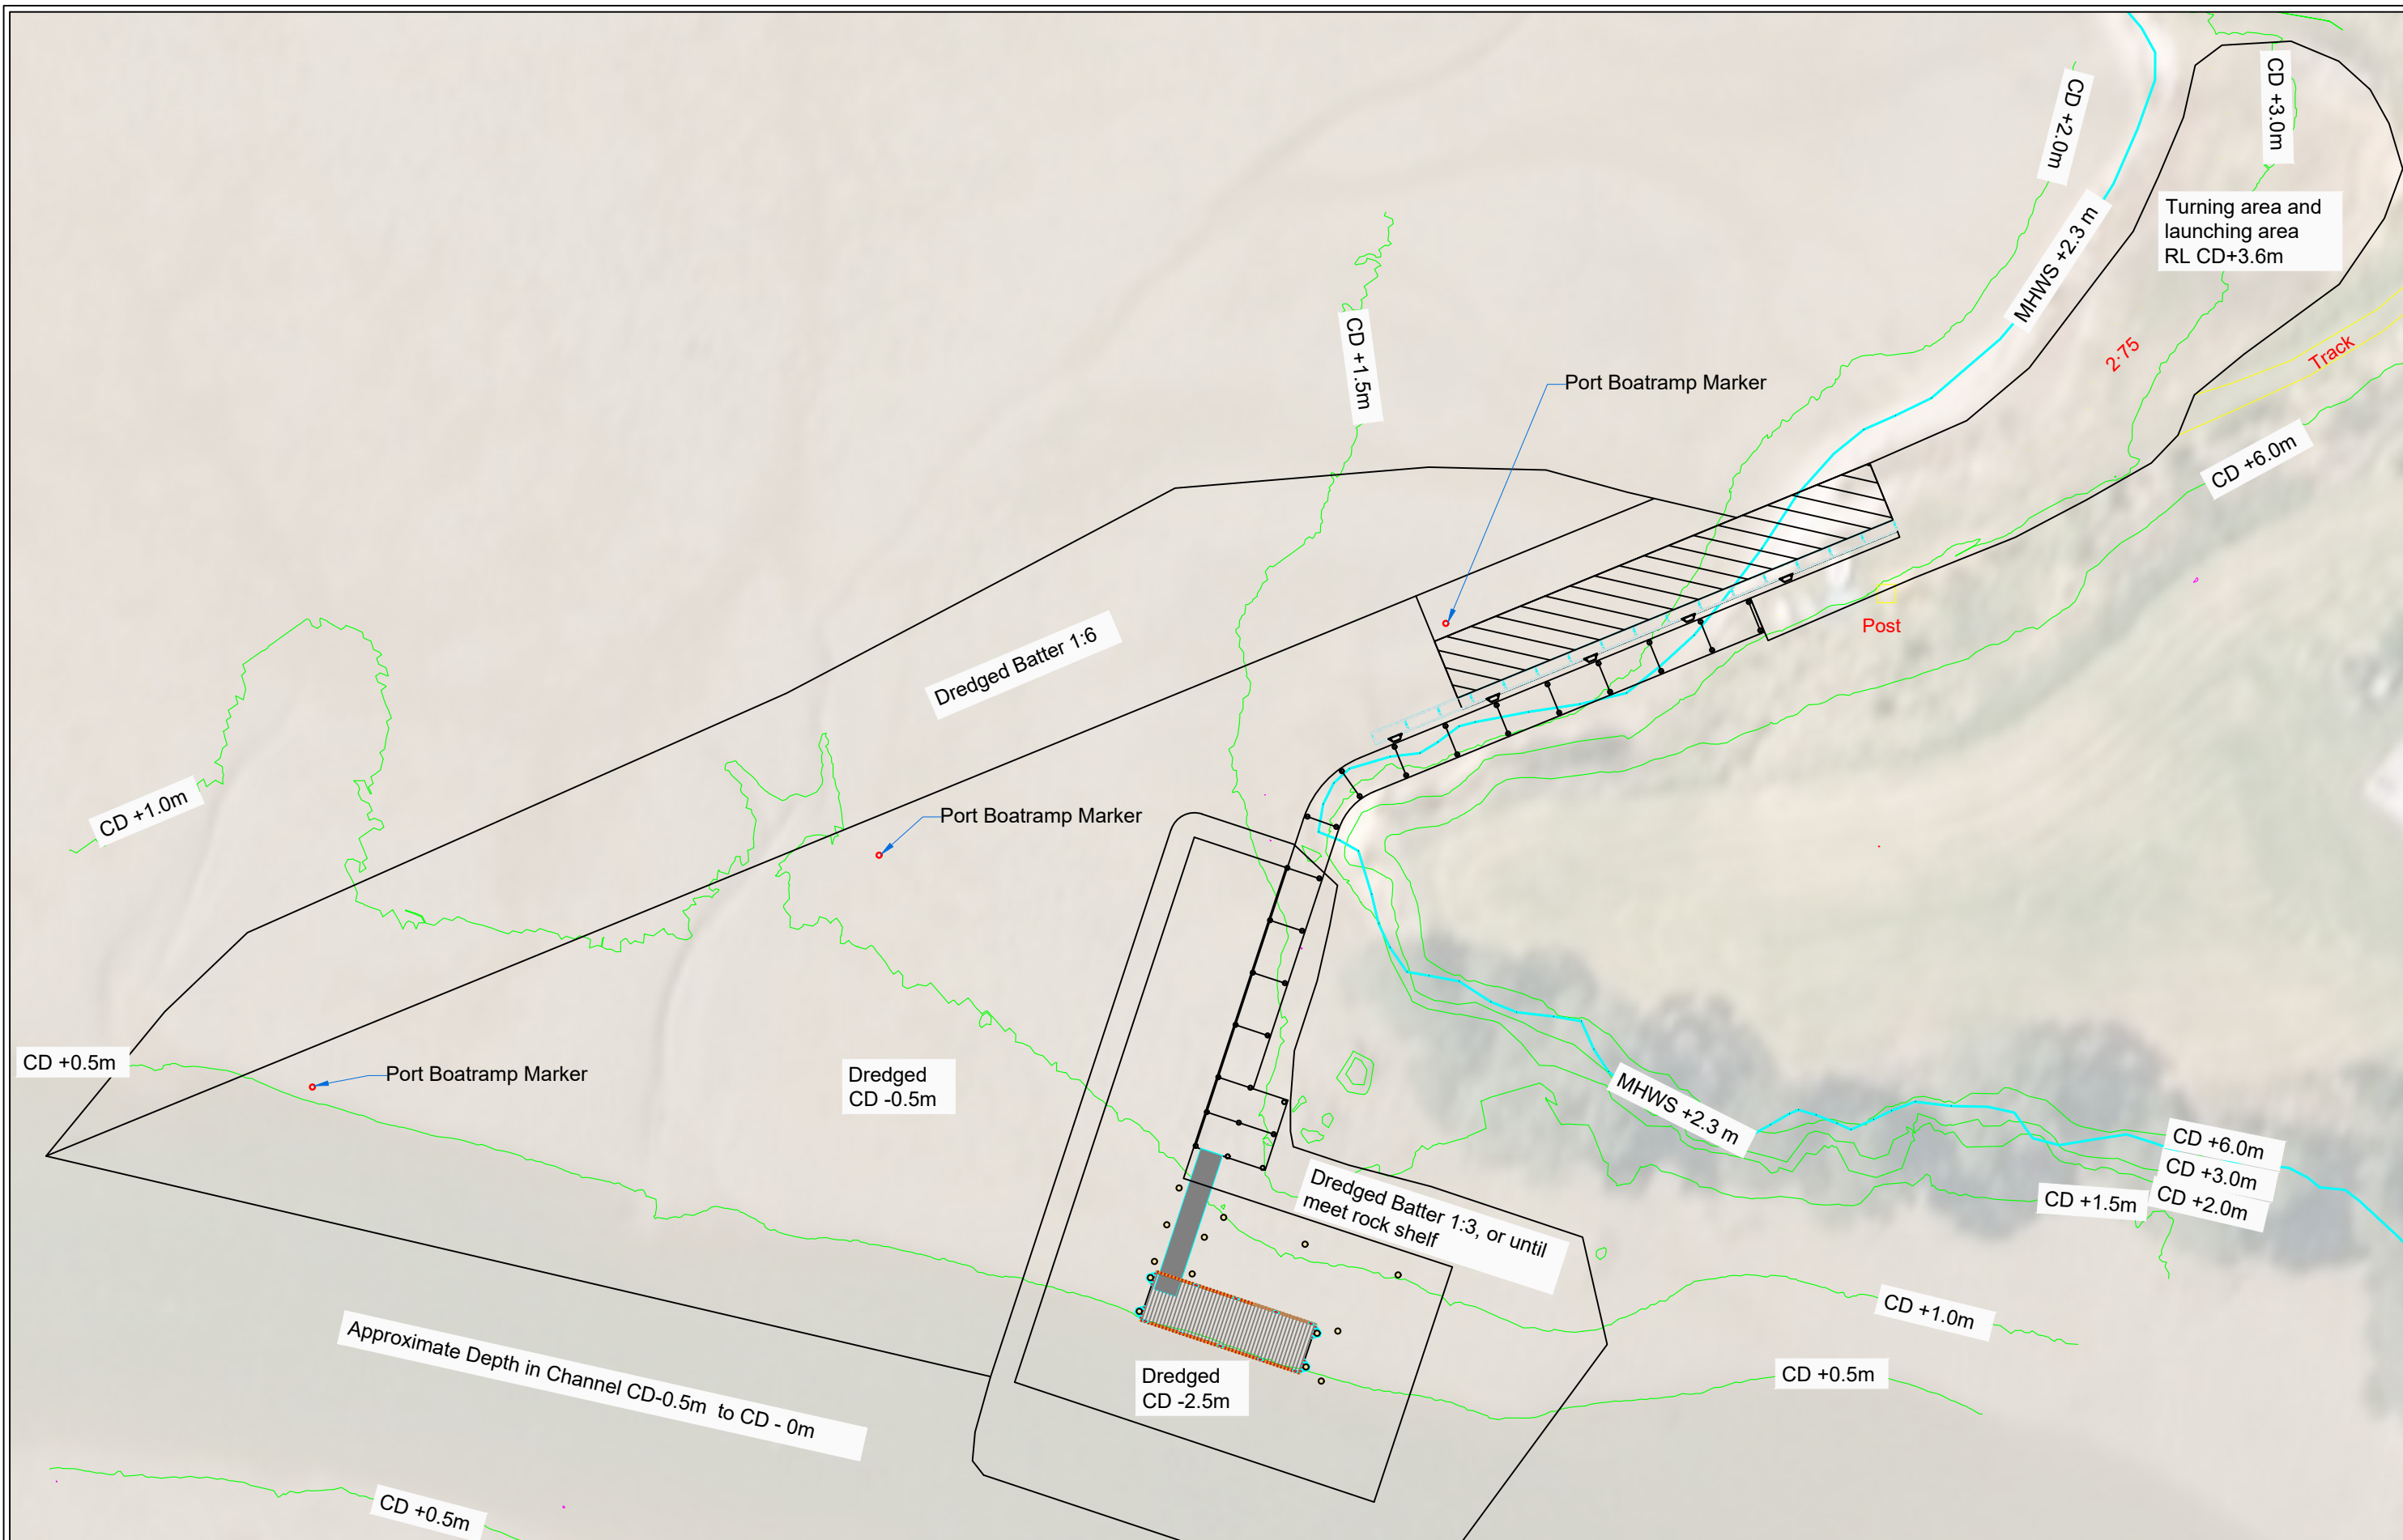 CD +2.0m
CD +3.0m
MHWS +2.3 m
Turning area and
launching area
RL CD+3.6m
2·75
Track
CD +1.5m
Port Boatramp Marker
CD +6.0m
Dredged Batter 1:6
Post
CD +1.0m
Port Boatramp Marker
CD +0.5m
Port Boatramp Marker
Dredged
CD -0.5m
MHWS +2.3 m
CD +6.0m
CD +3.0m
CD +2.0m
CD +1.5m
Dredged Batter 1:3, or until
meet rock shelf
CD +1.0m
CD +0.5m
Dredged
CD -2.5m
Approximate Depth in Channel CD-0.5m  to CD - 0m
CD +0.5m